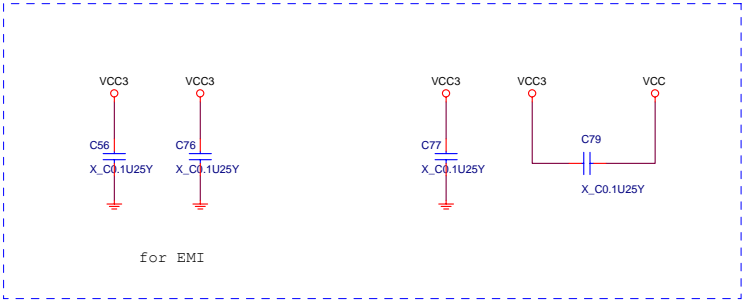 VCC3 VCC3 VCC3 VCC3 VCC
C56 C76 C77 C79
X_C0.1U25Y X_C0.1U25Y X_C0.1U25Y
X_C0.1U25Y
for EMI